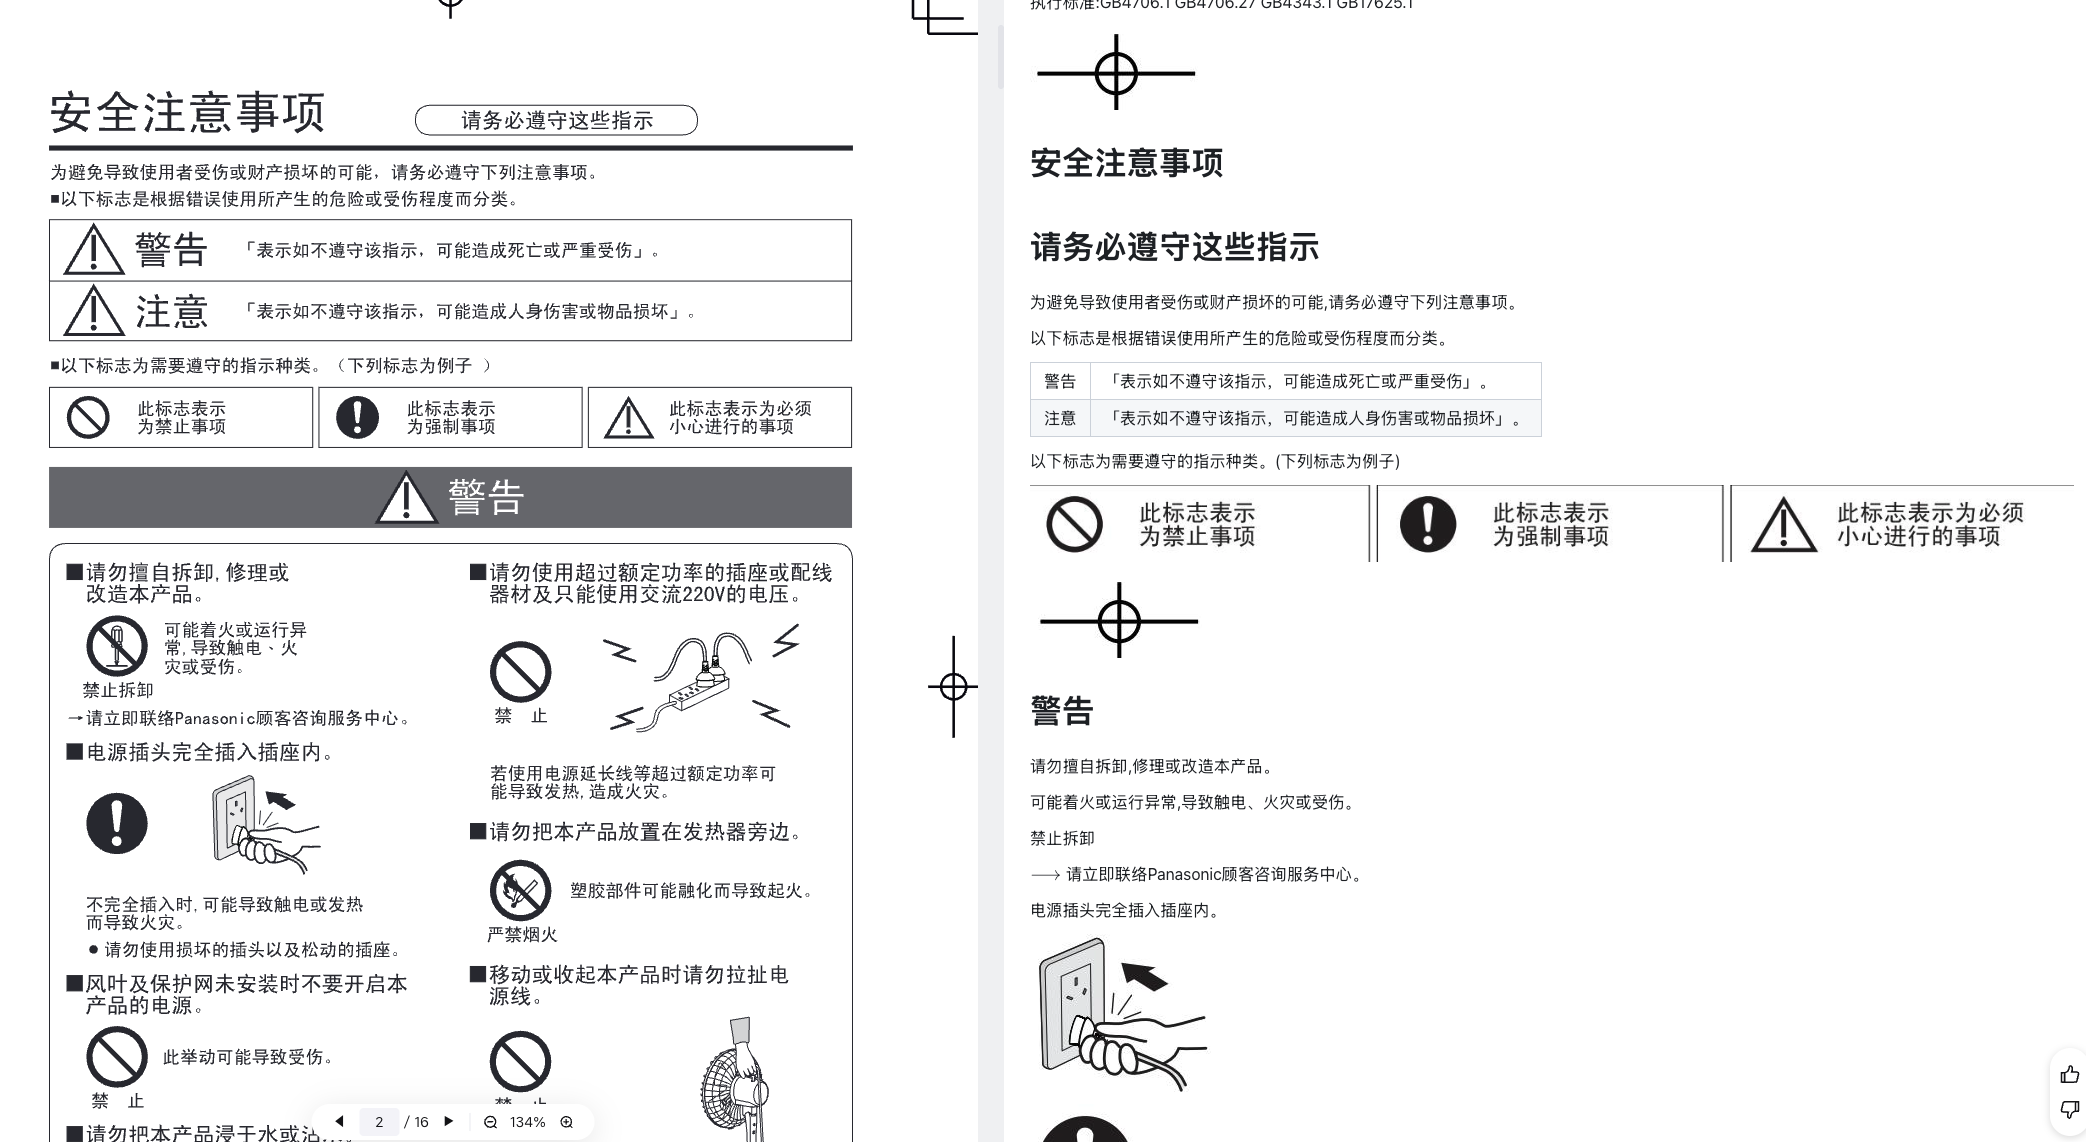 安全注意事项
请务必遵守这些指示
为避免导致使用者受伤或财产损坏的可能，请务必遵守下列注意事项。
■以下标志是根据错误使用所产生的危险或受伤程度而分类。
警告 「表示如不遵守该指示，可能造成死亡或严重受伤」。
注意 「表示如不遵守该指示，可能造成人身伤害或物品损坏」。
■以下标志为需要遵守的指示种类。（下列标志为例子 ）
此标志表示
为禁止事项
此标志表示
为强制事项
此标志表示为必须
小心进行的事项
警告
■请勿擅自拆卸,修理或
改造本产品。
可能着火或运行异
常,导致触电、火
灾或受伤。
禁止拆卸
→请立即联络Panasonic顾客咨询服务中心。
■电源插头完全插入插座内。
不完全插入时,可能导致触电或发热
而导致火灾。
●请勿使用损坏的插头以及松动的插座。
■风叶及保护网未安装时不要开启本
产品的电源。
此举动可能导致受伤。
禁 止
■请勿把本产品浸于水或沾水。
■请勿使用超过额定功率的插座或配线
器材及只能使用交流220V的电压。
禁 止
若使用电源延长线等超过额定功率可
能导致发热,造成火灾。
■请勿把本产品放置在发热器旁边。
塑胶部件可能融化而导致起火。
严禁烟火
■移动或收起本产品时请勿拉扯电
源线。
禁 止
2 / 16 134%
执行标准:GB4706.1 GB4706.27 GB4343.1 GB17625.1
安全注意事项
请务必遵守这些指示
为避免导致使用者受伤或财产损坏的可能,请务必遵守下列注意事项。
以下标志是根据错误使用所产生的危险或受伤程度而分类。
警告 「表示如不遵守该指示，可能造成死亡或严重受伤」。
注意 「表示如不遵守该指示，可能造成人身伤害或物品损坏」。
以下标志为需要遵守的指示种类。(下列标志为例子)
此标志表示
为禁止事项
此标志表示
为强制事项
此标志表示为必须
小心进行的事项
警告
请勿擅自拆卸,修理或改造本产品。
可能着火或运行异常,导致触电、火灾或受伤。
禁止拆卸
→ 请立即联络Panasonic顾客咨询服务中心。
电源插头完全插入插座内。